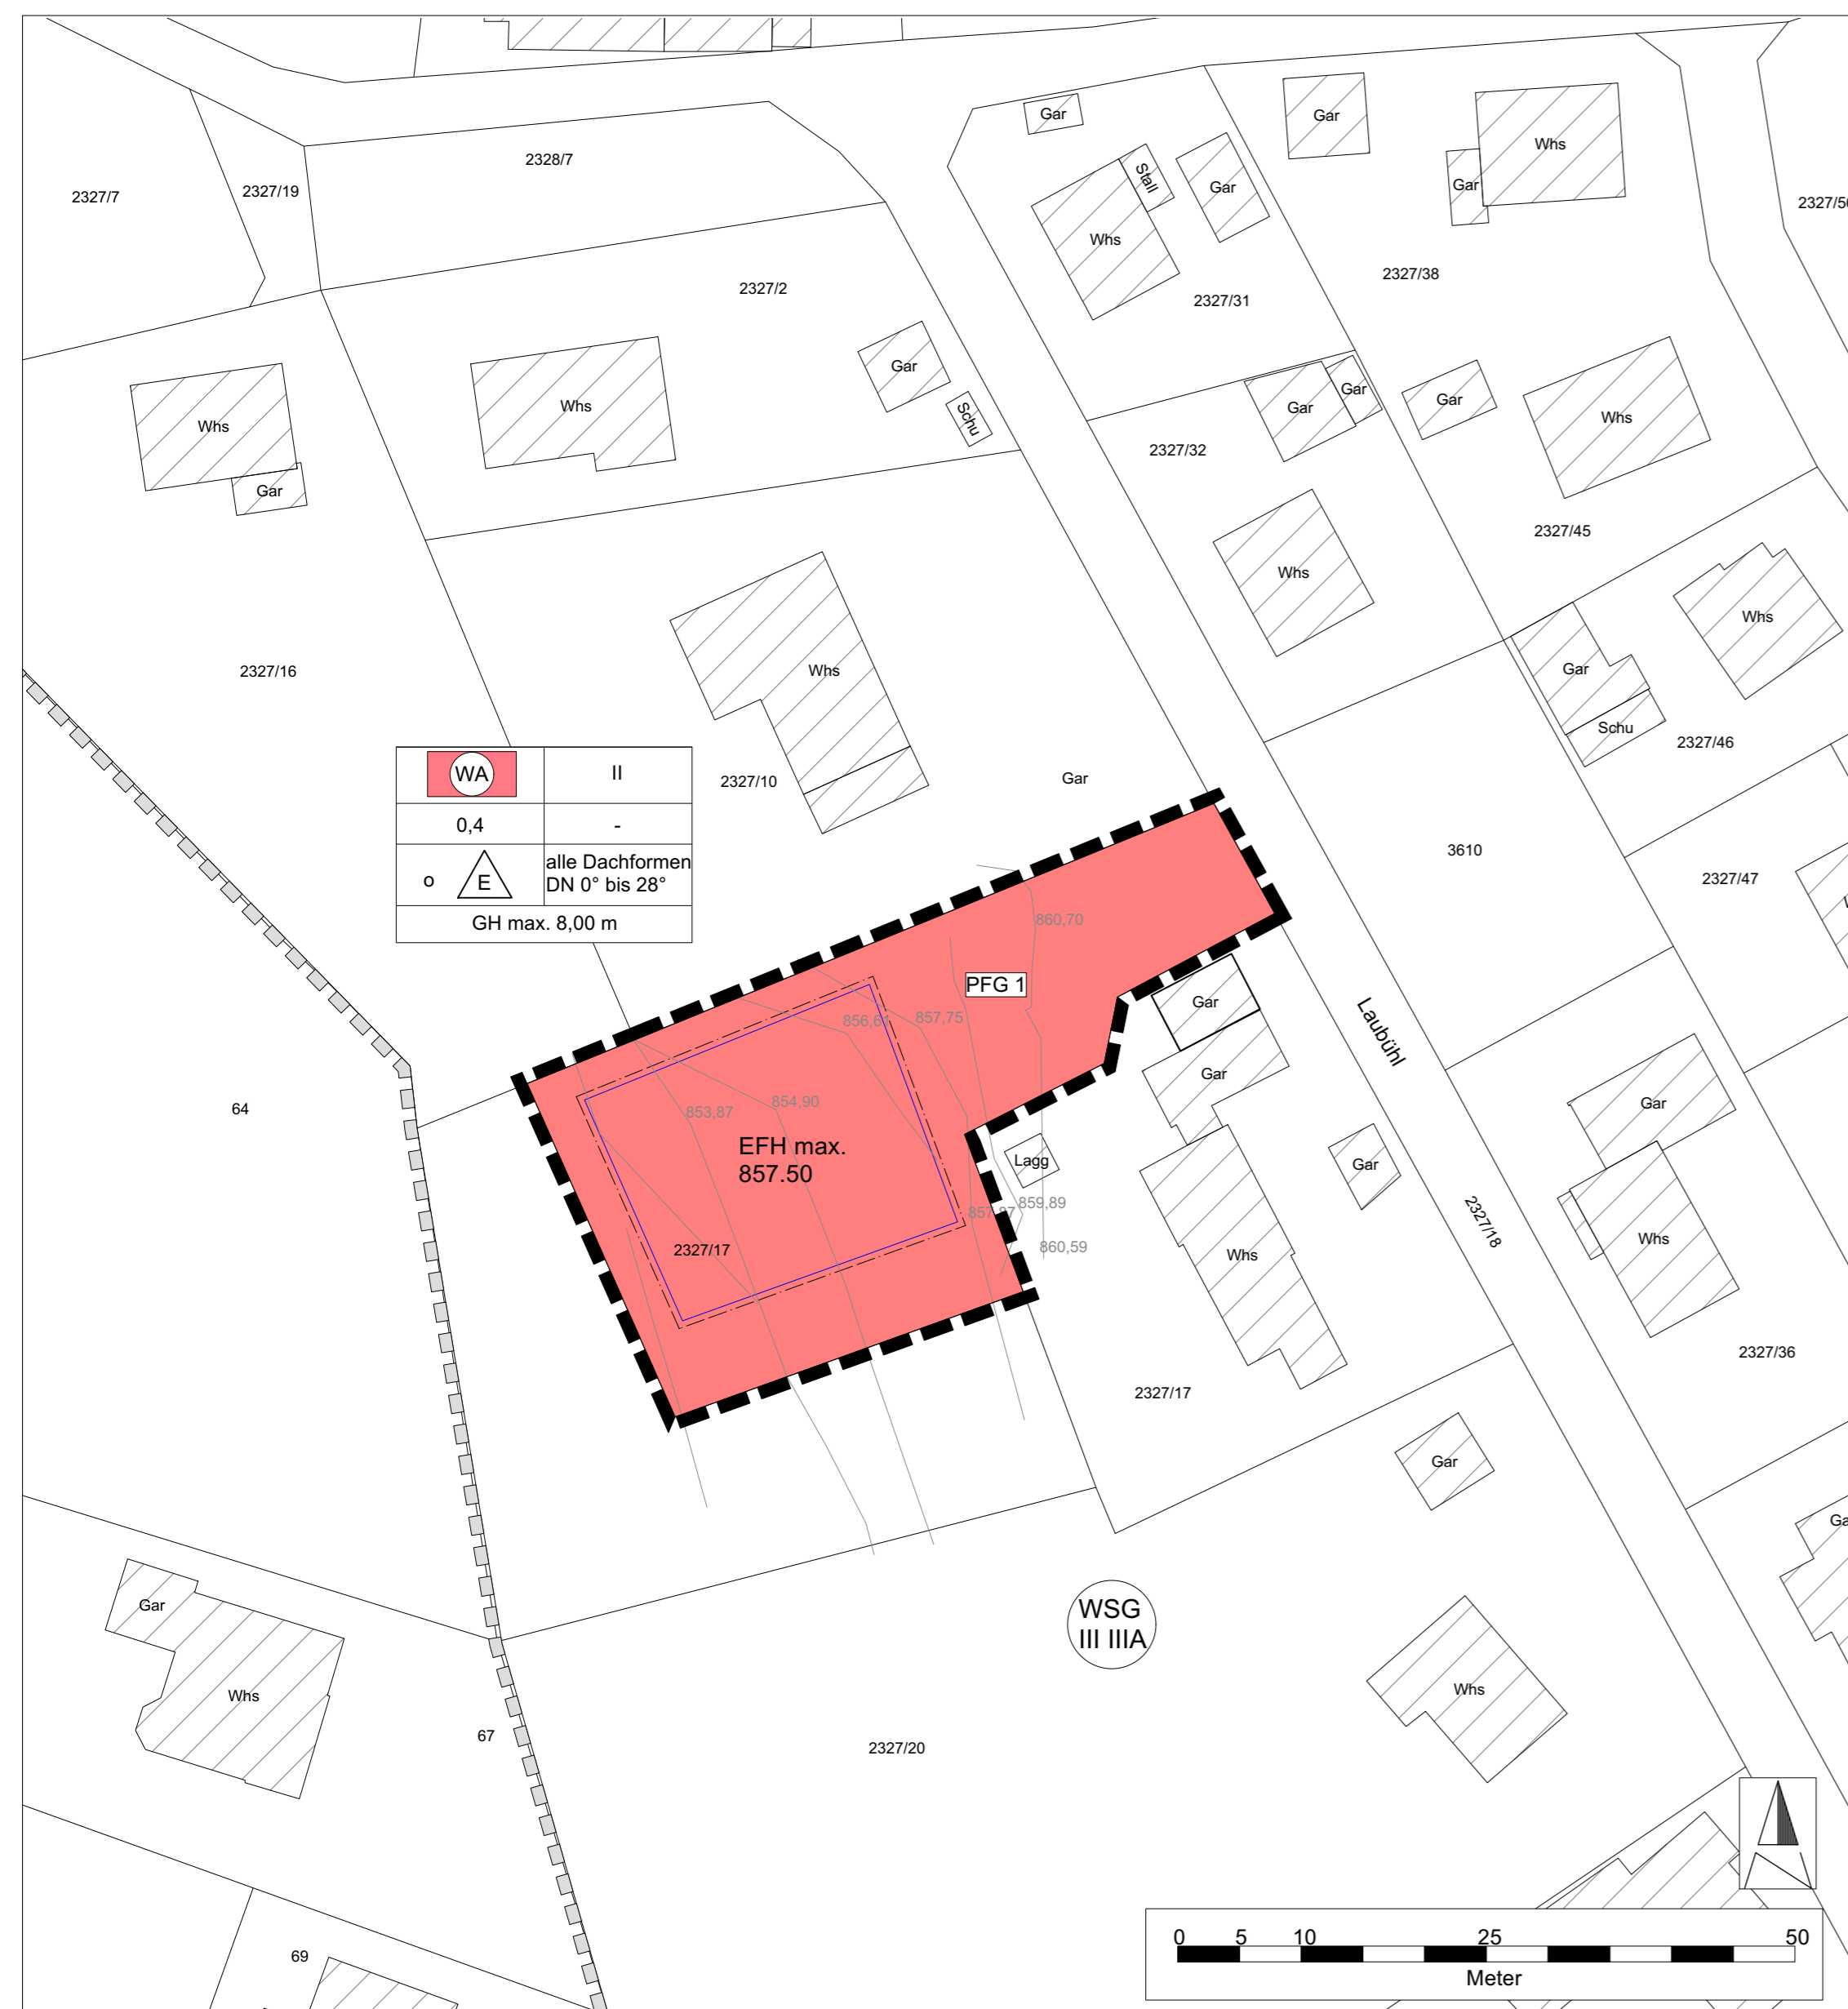 Gar
Gar
Whs
2328/7
Stall
Gar
Gar
2327/7
2327/19
Whs
2327/38
2327/2
2327/31
Gar
Gar
Gar
Gar
Whs
Whs
Whs
Schu
Whs
2327/32
Gar
2327/45
Whs
Whs
2327/16
Whs
Gar
Schu
2327/46
WA
II
2327/10
Gar
0,4
-
3610
o
E
alle Dachformen
DN 0° bis 28°
2327/47
GH max. 8,00 m
860,70
PFG 1
Gar
856,61
857,75
Laubühl
Gar
64
853,87
854,90
Gar
EFH max.
857.50
Lagg
Gar
857,87
859,89
2327/18
2327/17
860,59
Whs
Whs
2327/36
2327/17
Gar
Gar
WSG
III IIIA
Whs
Whs
67
2327/20
69
0 5 10 25 50
Meter